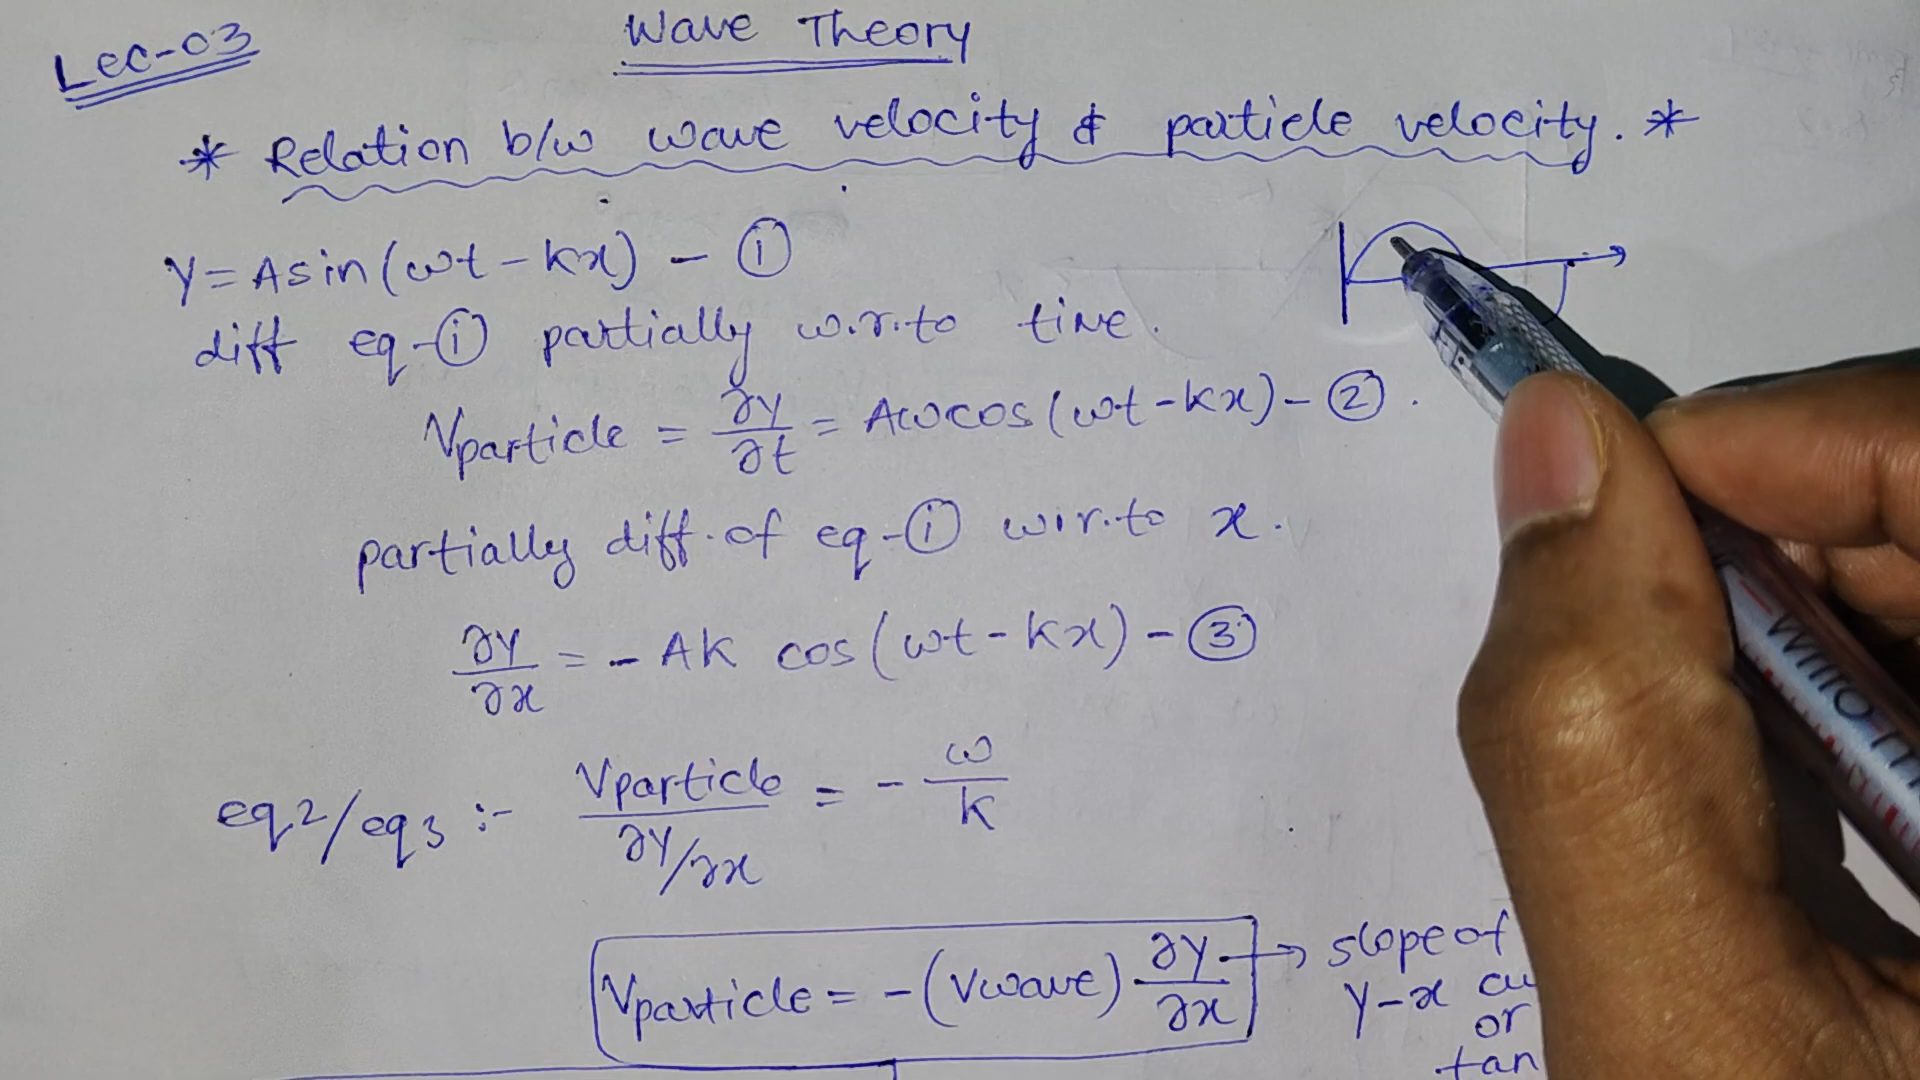 Lec-03
Wave Theory
* Relation b/w wave velocity & particle velocity. *
Y = A sin(ωt - kx) - ①
diff eq-① partially w.r.to time.
Vparticle = ∂y/∂t = Aω cos(ωt - kx) - ② .
partially diff. of eq-① w.r.to x.
∂y/∂x = - AK cos(ωt - kx) - ③
eq2/eq3 :- Vparticle / ∂y/∂x = - ω/k
Vparticle = - (Vwave) ∂y/∂x → slope of
y-x
or
tan